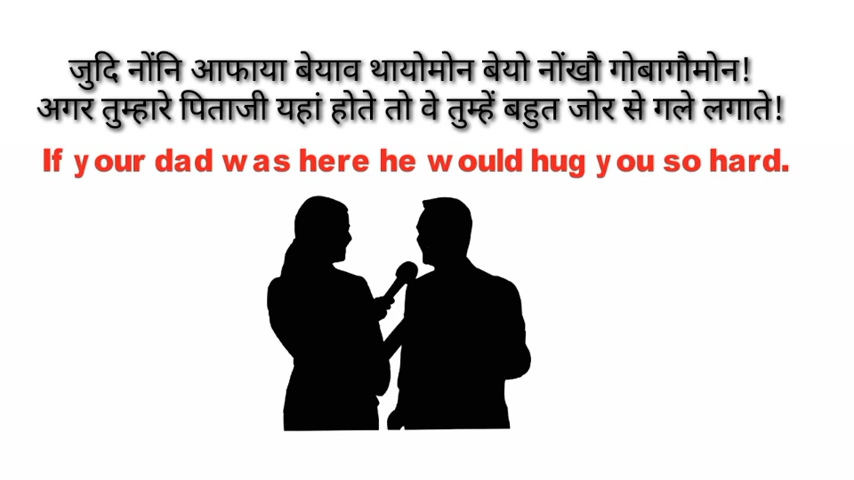 जुदि नोंनि आफाया बेयाव थायोमोन बेयो नोंखौ गोबागौमोन!
अगर तुम्हारे पिताजी यहां होते तो वे तुम्हें बहुत जोर से गले लगाते!
If your dad was here he would hug you so hard.